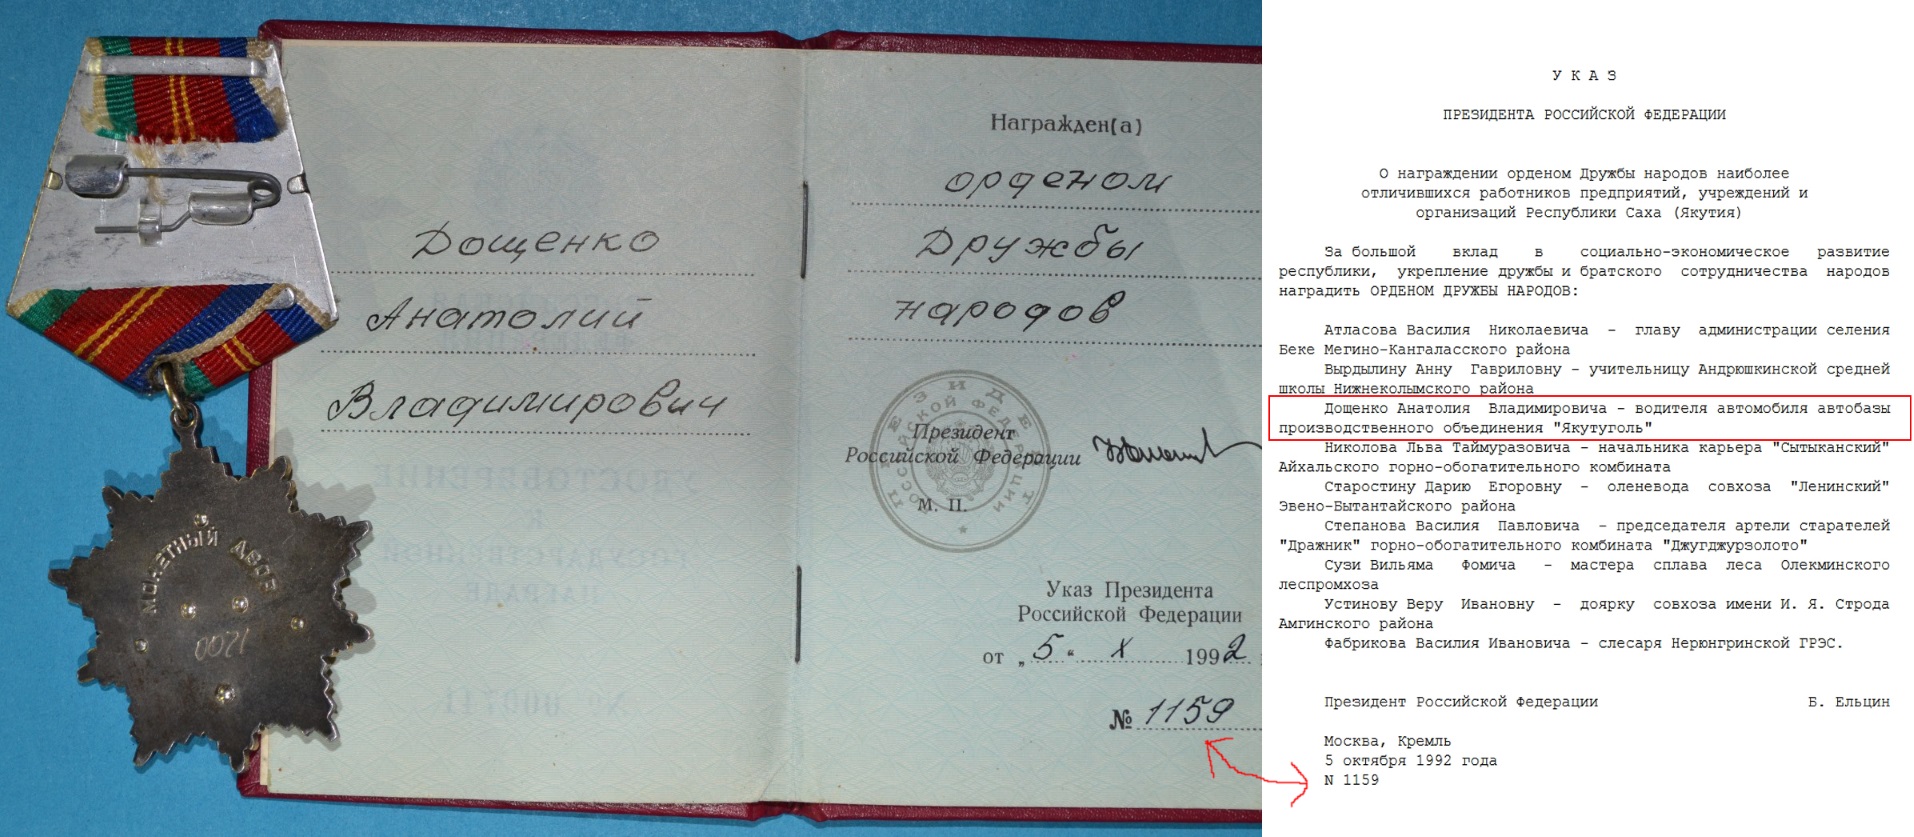 МОНЕТНЫЙ ДВОР
1200
Дощенко
Анатолий
Владимирович
Награжден(а)
орденом
Дружбы
народов
Президент
Российской Федерации
М. П.
Указ Президента
Российской Федерации
от „5“ X 1992
№ 1159
У К А З
ПРЕЗИДЕНТА РОССИЙСКОЙ ФЕДЕРАЦИИ
О награждении орденом Дружбы народов наиболее
отличившихся работников предприятий, учреждений и
организаций Республики Саха (Якутия)
За большой вклад в социально-экономическое развитие
республики, укрепление дружбы и братского сотрудничества народов
наградить ОРДЕНОМ ДРУЖБЫ НАРОДОВ:
Атласова Василия Николаевича - главу администрации селения
Беке Мегино-Кангаласского района
Вырдылину Анну Гавриловну - учительницу Андрюшкинской средней
школы Нижнеколымского района
Дощенко Анатолия Владимировича - водителя автомобиля автобазы
производственного объединения "Якутуголь"
Николова Льва Таймуразовича - начальника карьера "Сытыканский"
Айхальского горно-обогатительного комбината
Старостину Дарию Егоровну - оленевода совхоза "Ленинский"
Эвено-Бытантайского района
Степанова Василия Павловича - председателя артели старателей
"Дражник" горно-обогатительного комбината "Джугджурзолото"
Сузи Вильяма Фомича - мастера сплава леса Олекминского
леспромхоза
Устинову Веру Ивановну - доярку совхоза имени И. Я. Строда
Амгинского района
Фабрикова Василия Ивановича - слесаря Нерюнгринской ГРЭС.
Президент Российской Федерации Б. Ельцин
Москва, Кремль
5 октября 1992 года
N 1159